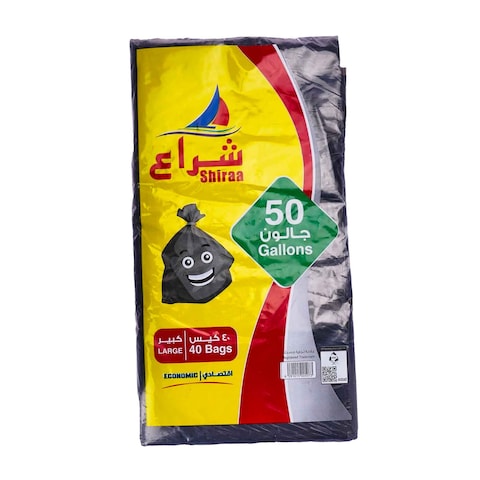 شراع
Shiraa
50
جالون
Gallons
كبير | ٤٠ كيس
LARGE | 40 Bags
ECONOMIC | اقتصادي